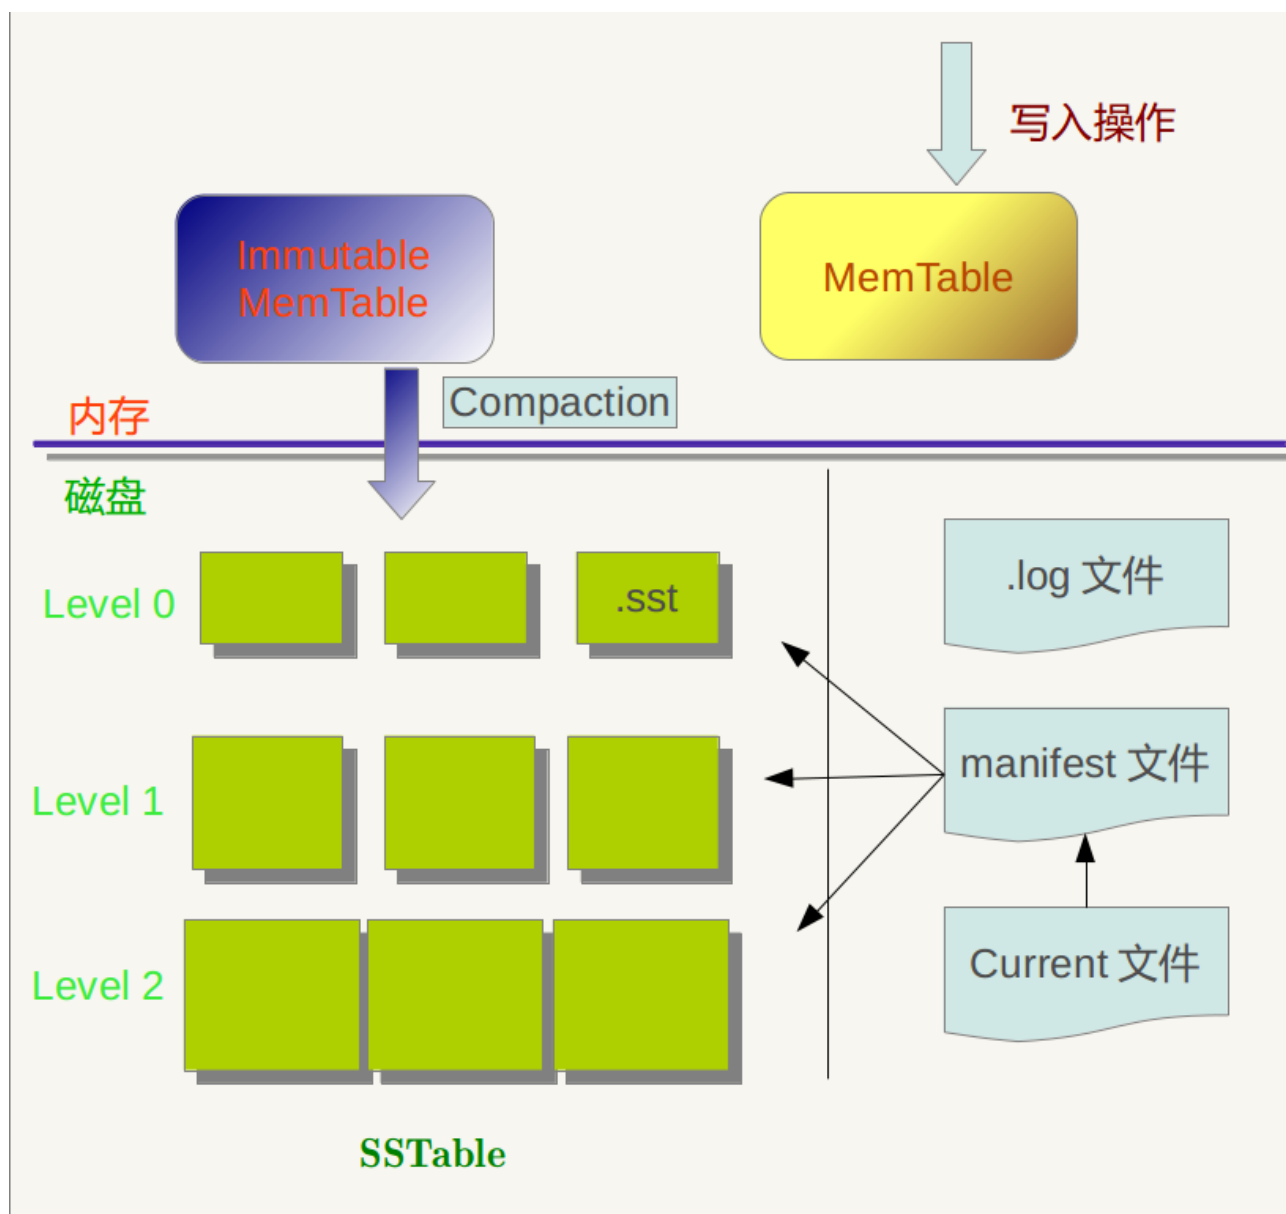 写入操作
Immutable
MemTable
MemTable
Compaction
内存
磁盘
Level 0
.sst
.log 文件
Level 1
manifest 文件
Level 2
Current 文件
SSTable